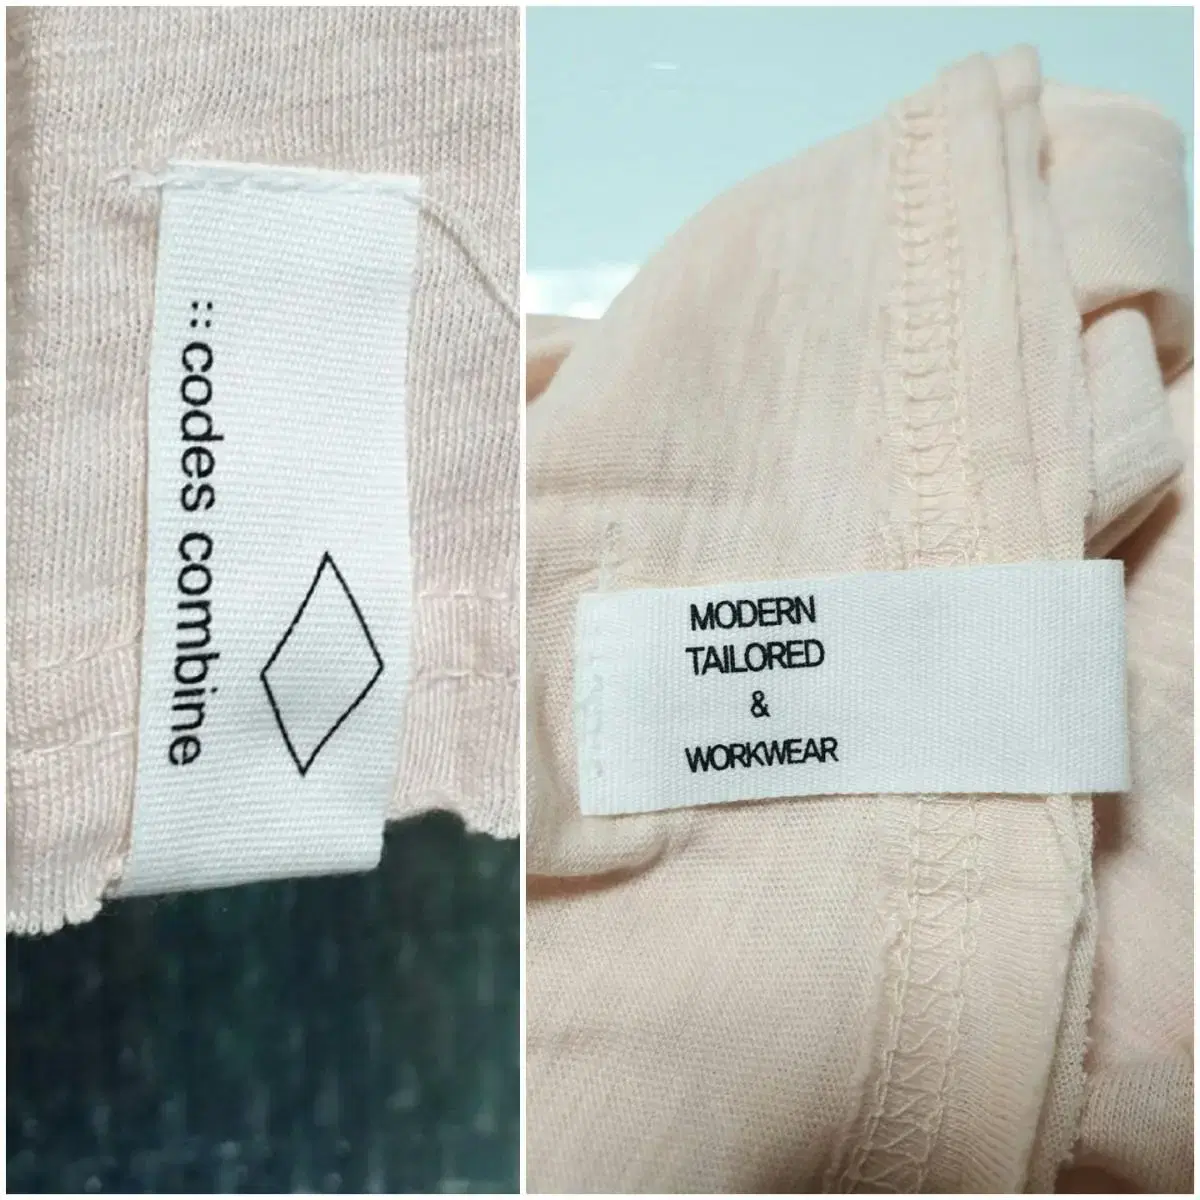 ::codes combine
MODERN
TAILORED
&
WORKWEAR